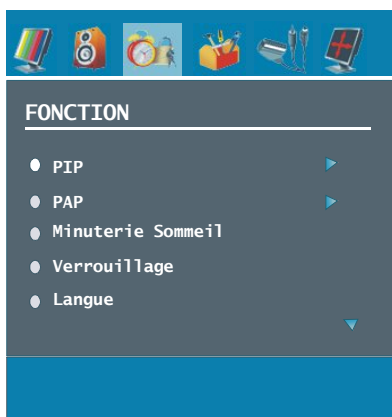 FONCTION
PIP
PAP
Minuterie Sommeil
Verrouillage
Langue